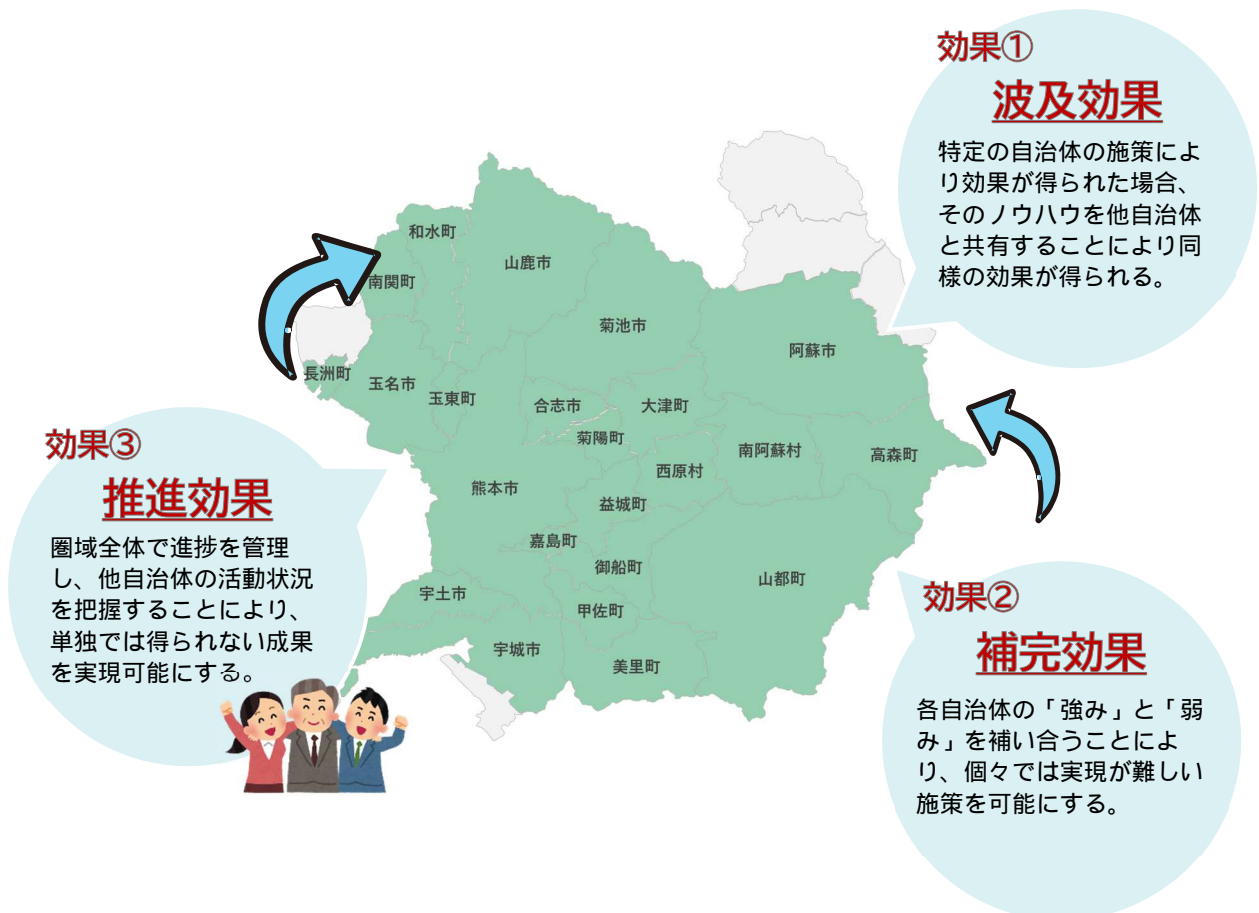 効果①
波及効果
特定の自治体の施策によ
り効果が得られた場合、
そのノウハウを他自治体
と共有することにより同
様の効果が得られる。
和水町
山鹿市
南関町
菊池市
阿蘇市
長洲町
玉名市
玉東町
合志市
大津町
菊陽町
南阿蘇村
高森町
西原村
熊本市
益城町
嘉島町
御船町
山都町
宇土市
甲佐町
宇城市
美里町
効果③
推進効果
圏域全体で進捗を管理
し、他自治体の活動状況
を把握することにより、
単独では得られない成果
を実現可能にする。
効果②
補完効果
各自治体の「強み」と「弱
み」を補い合うことによ
り、個々では実現が難しい
施策を可能にする。